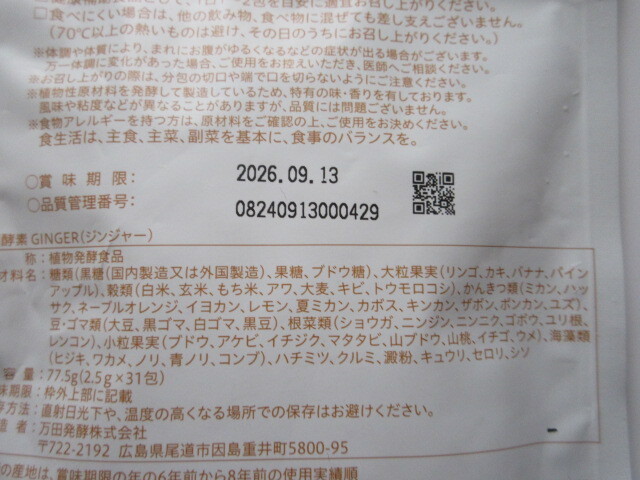 1日1~2包を目安に適宜お召し上がりください。
□食べにくい場合は、他の飲み物、食べ物に混ぜても差し支えございません。
(70℃以上の熱いものは避け、その日のうちにお召し上がりください。)
※体調や体質により、まれにお腹がゆるくなるなどの症状が出る場合がございます。
万一体調に変化があった場合、ご使用をお控えいただき、医師へご相談ください。
※お召し上がりの際は、分包の切口や端で口を切らないようにご注意ください。
※植物性原材料を発酵して製造しているため、特有の味・香りを有しております。
風味や粘度などが異なることがありますが、品質には問題ございません。
※食物アレルギーを持つ方は、原材料をご確認の上、ご使用をお決めください。
食生活は、主食、主菜、副菜を基本に、食事のバランスを。
○賞味期限: 2026.09.13
○品質管理番号: 08240913000429
酵素 GINGER(ジンジャー)
称:植物発酵食品
材料名:糖類(黒糖(国内製造又は外国製造)、果糖、ブドウ糖)、大粒果実(リンゴ、カキ、バナナ、パイン
アップル)、穀類(白米、玄米、もち米、アワ、大麦、キビ、トウモロコシ)、かんきつ類(ミカン、ハッ
サク、ネーブルオレンジ、イヨカン、レモン、夏ミカン、カボス、キンカン、ザボン、ポンカン、ユズ)、
豆・ゴマ類(大豆、黒ゴマ、白ゴマ、黒豆)、根菜類(ショウガ、ニンジン、ニンニク、ゴボウ、ユリ根、
レンコン)、小粒果実(ブドウ、アケビ、イチジク、マタタビ、山ブドウ、山桃、イチゴ、ウメ)、海藻類
(ヒジキ、ワカメ、ノリ、青ノリ、コンブ)、ハチミツ、クルミ、澱粉、キュウリ、セロリ、シソ
容量:77.5g(2.5g×31包)
味期限:枠外上部に記載
存方法:直射日光下や、温度の高くなる場所での保存はお避けください。
造者:万田発酵株式会社
〒722-2192 広島県尾道市因島重井町5800-95
の産地は、賞味期限の年の6年前から8年前の使用実績順